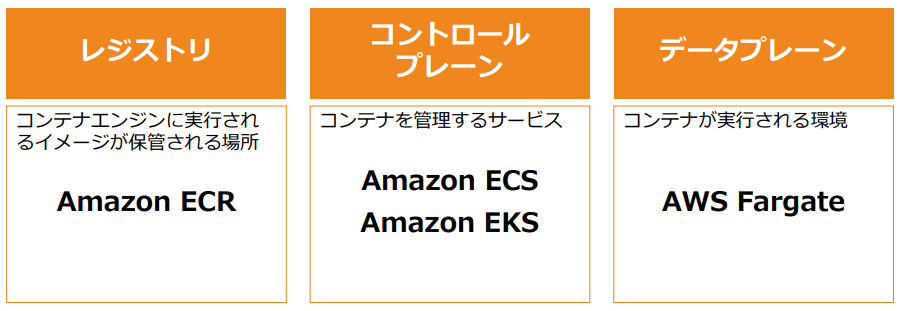 レジストリ
コンテナエンジンに実行され
るイメージが保管される場所
Amazon ECR
コントロール
プレーン
コンテナを管理するサービス
Amazon ECS
Amazon EKS
データプレーン
コンテナが実行される環境
AWS Fargate